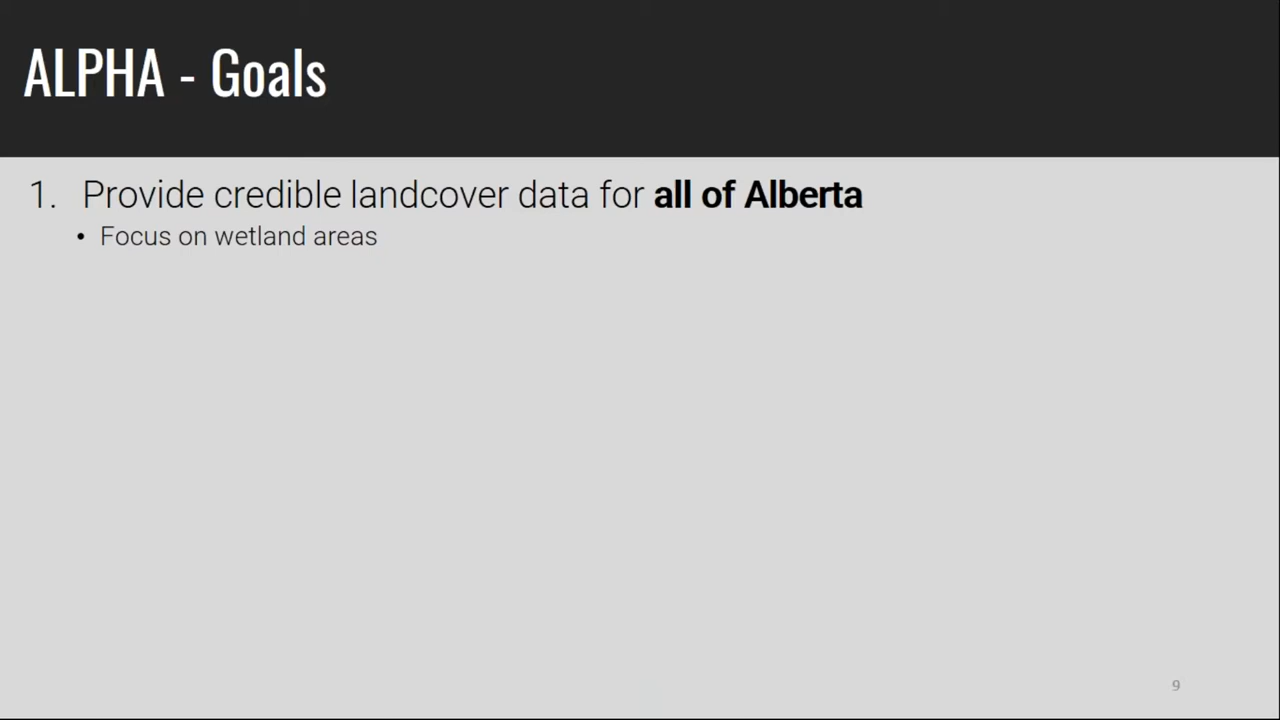 ALPHA - Goals
1. Provide credible landcover data for all of Alberta
• Focus on wetland areas
9